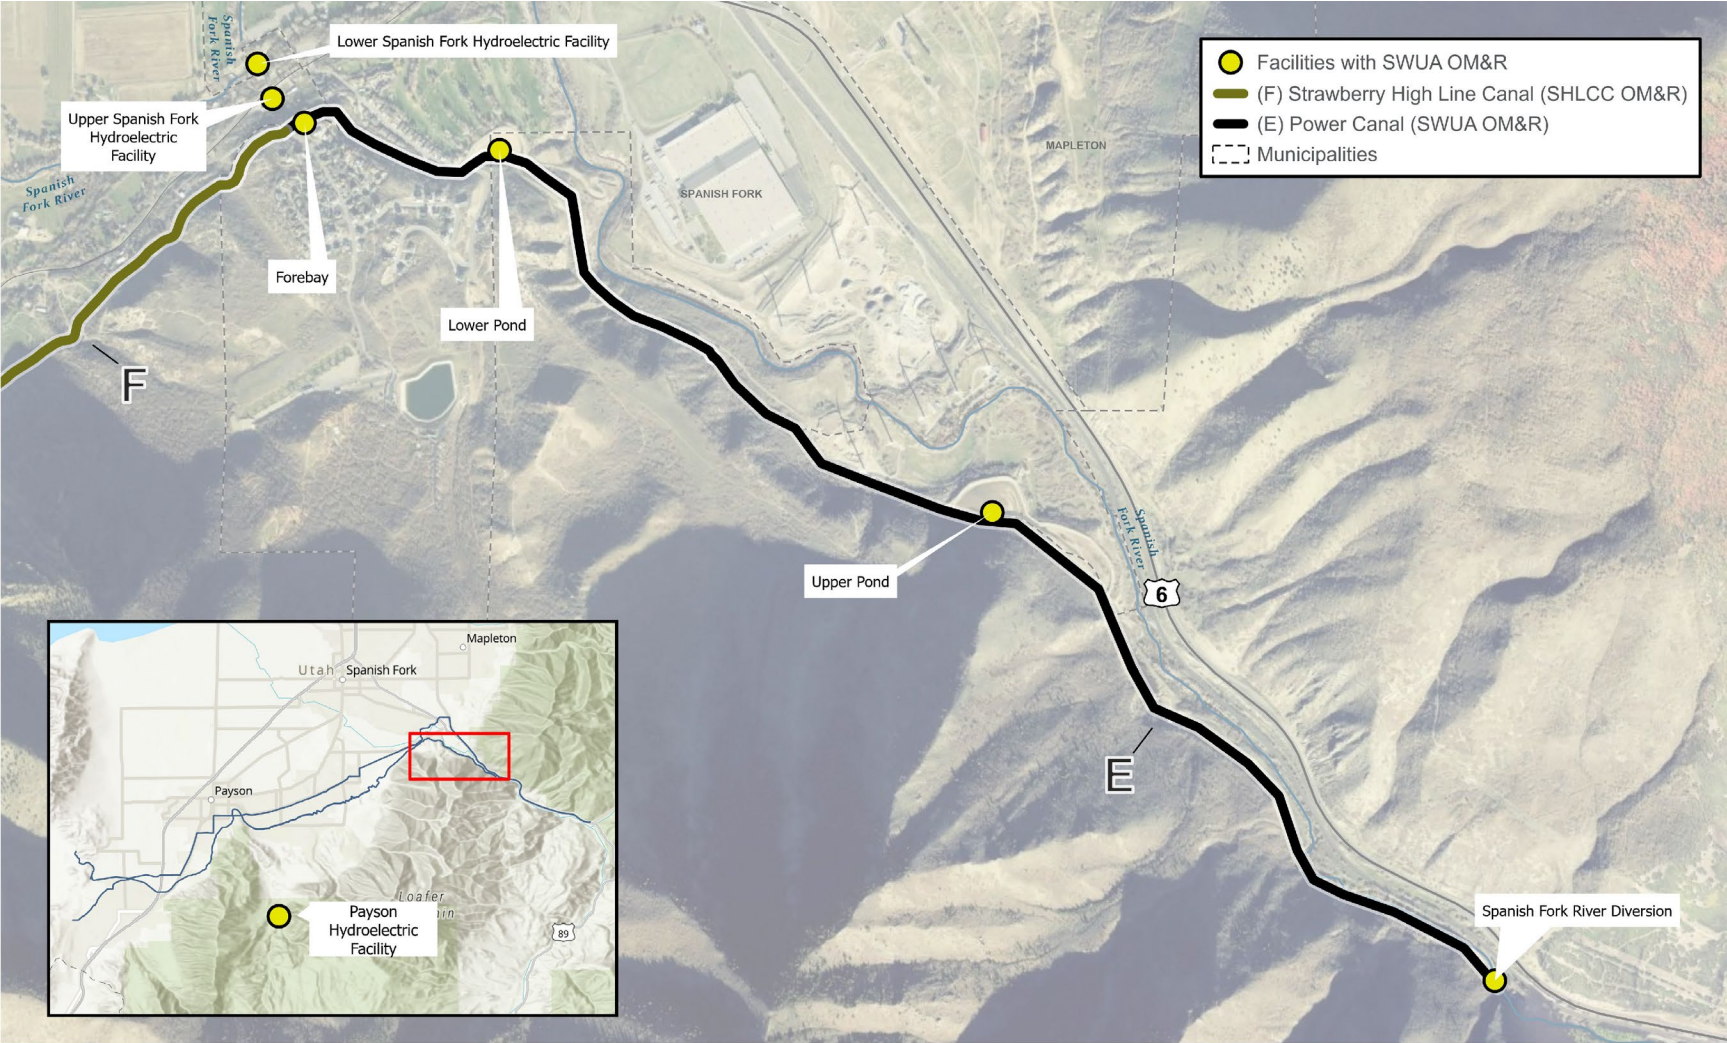 Spanish
Fork River
Lower Spanish Fork Hydroelectric Facility
Upper Spanish Fork
Hydroelectric
Facility
Spanish
Fork River
Forebay
Lower Pond
F
SPANISH FORK
MAPLETON
Facilities with SWUA OM&R
(F) Strawberry High Line Canal (SHLCC OM&R)
(E) Power Canal (SWUA OM&R)
Municipalities
Upper Pond
Spanish
Fork River
6
E
Spanish Fork River Diversion
Mapleton
Utah
Spanish Fork
Payson
Loafer
ain
Payson
Hydroelectric
Facility
89